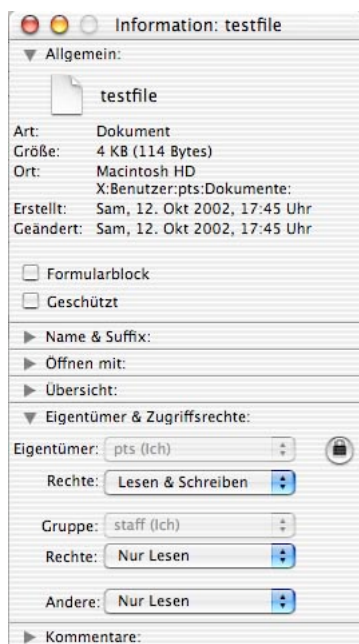 Information: testfile
Allgemein:
testfile
Art: Dokument
Größe: 4 KB (114 Bytes)
Ort: Macintosh HD
X:Benutzer:pts:Dokumente:
Erstellt: Sam, 12. Okt 2002, 17:45 Uhr
Geändert: Sam, 12. Okt 2002, 17:45 Uhr
Formularblock
Geschützt
Name & Suffix:
Öffnen mit:
Übersicht:
Eigentümer & Zugriffsrechte:
Eigentümer: pts (Ich)
Rechte: Lesen & Schreiben
Gruppe: staff (Ich)
Rechte: Nur Lesen
Andere: Nur Lesen
Kommentare: